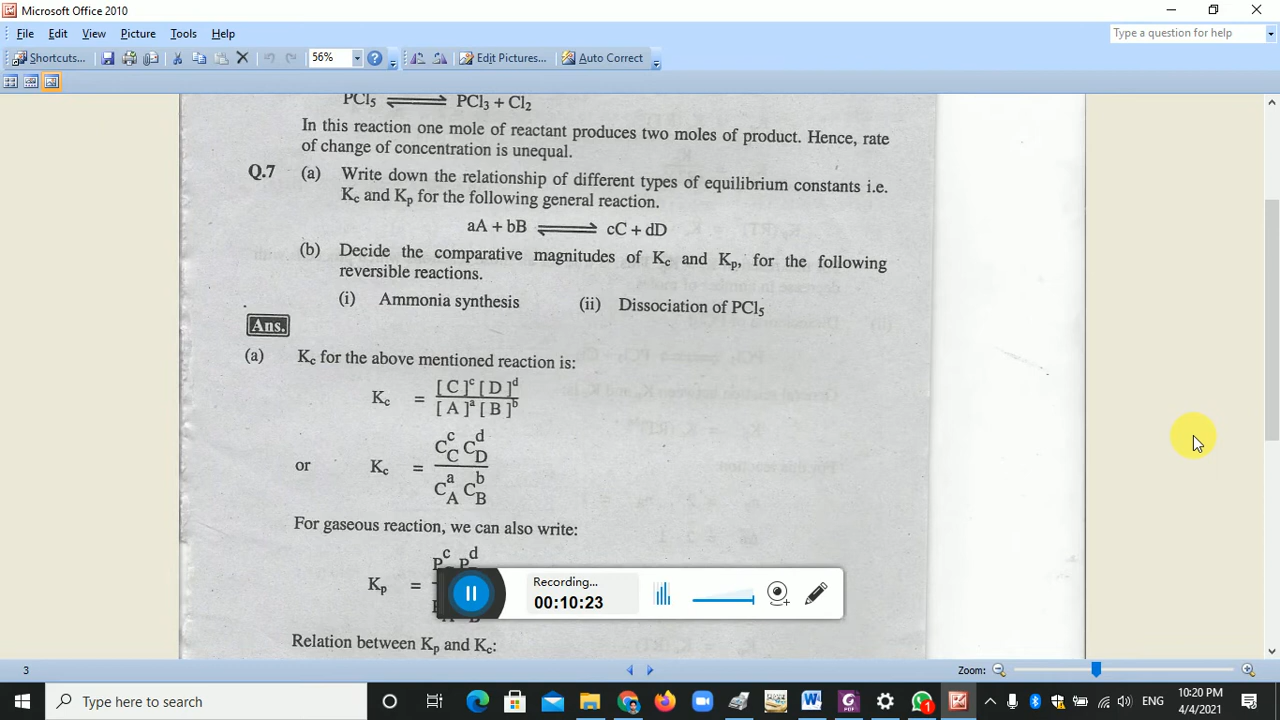 Microsoft Office 2010
File Edit View Picture Tools Help
Type a question for help
Shortcuts... 56% Edit Pictures... Auto Correct
PCl5 ⇌ PCl3 + Cl2
In this reaction one mole of reactant produces two moles of product. Hence, rate
of change of concentration is unequal.
Q.7 (a) Write down the relationship of different types of equilibrium constants i.e.
Kc and Kp for the following general reaction.
aA + bB ⇌ cC + dD
(b) Decide the comparative magnitudes of Kc and Kp, for the following
reversible reactions.
(i) Ammonia synthesis (ii) Dissociation of PCl5
Ans.
(a) Kc for the above mentioned reaction is:
Kc = [ C ]^c [ D ]^d / [ A ]^a [ B ]^b
or Kc = C_C^c C_D^d / C_A^a C_B^b
For gaseous reaction, we can also write:
Kp = P^c P^d
Recording...
00:10:23
Relation between Kp and Kc:
3
Zoom:
Type here to search
1
ENG
10:20 PM
4/4/2021